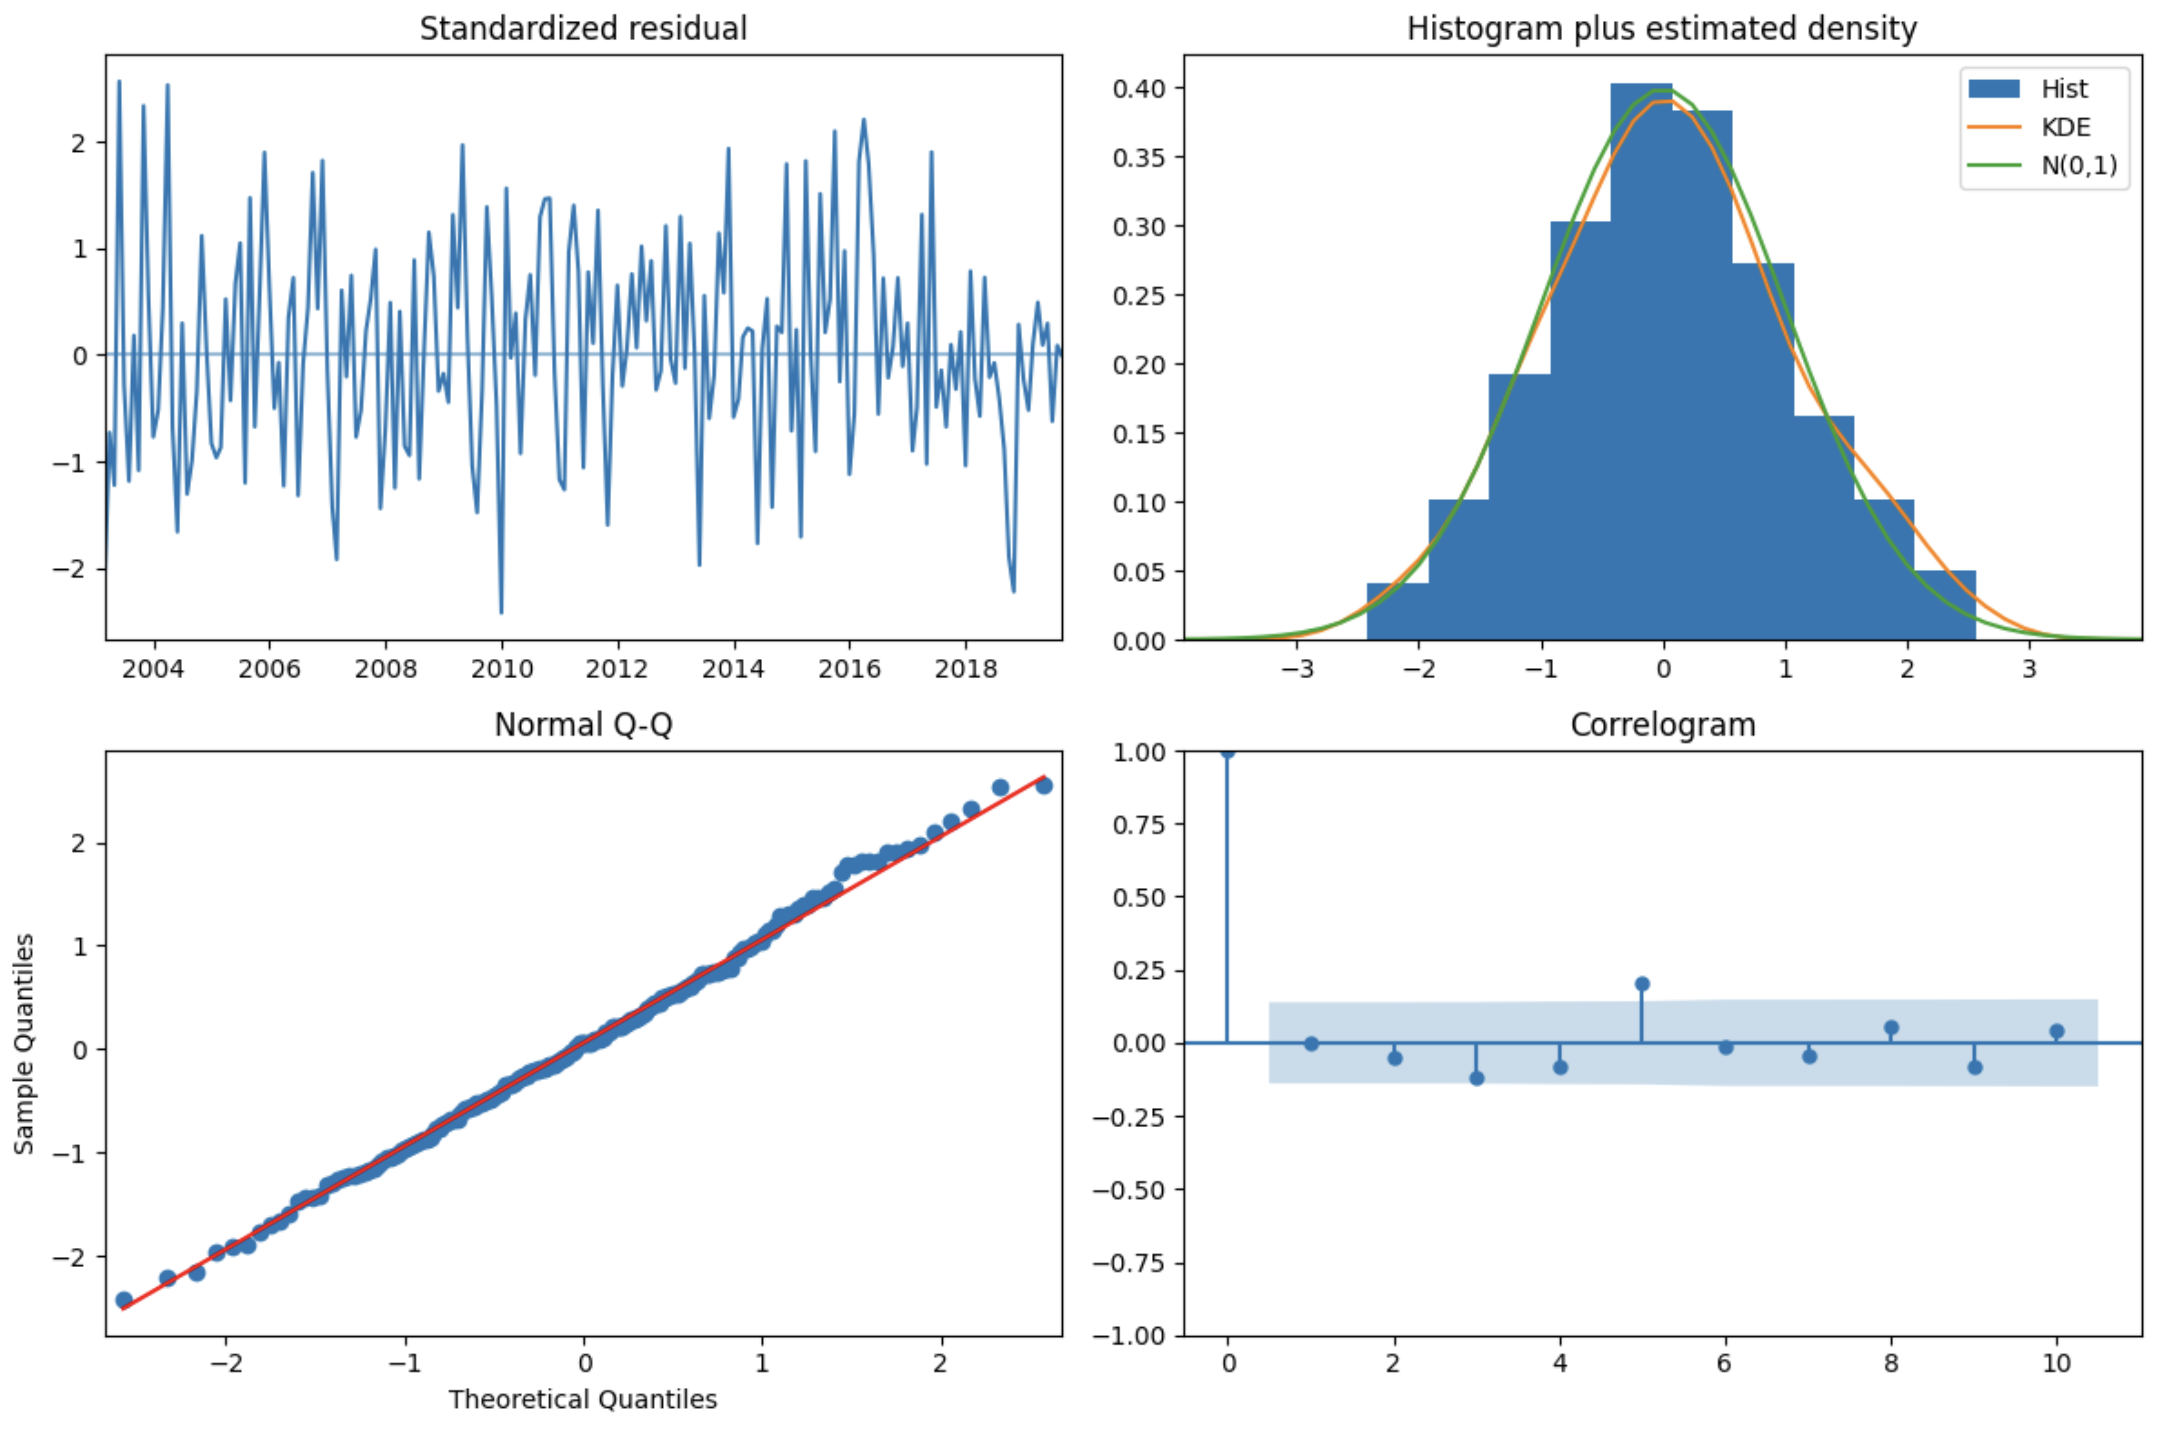 Standardized residual
2
1
0
−1
−2
2004 2006 2008 2010 2012 2014 2016 2018
Histogram plus estimated density
0.40
0.35
0.30
0.25
0.20
0.15
0.10
0.05
0.00
−3 −2 −1 0 1 2 3
Hist
KDE
N(0,1)
Normal Q-Q
Sample Quantiles
2
1
0
−1
−2
−2 −1 0 1 2
Theoretical Quantiles
Correlogram
1.00
0.75
0.50
0.25
0.00
−0.25
−0.50
−0.75
−1.00
0 2 4 6 8 10